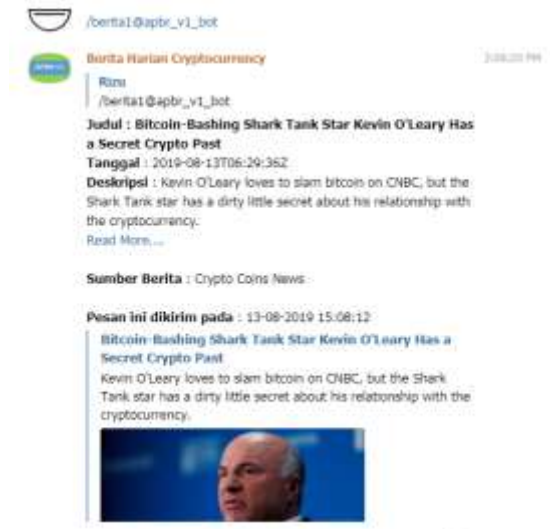 /berita1@apbr_v1_bot
Berita Harian Cryptocurrency
/berita1@apbr_v1_bot
Judul : Bitcoin-Bashing Shark Tank Star Kevin O'Leary Has
a Secret Crypto Past
Tanggal : 2019-08-13T06:29:36Z
Deskripsi : Kevin O'Leary loves to slam bitcoin on CNBC, but the
Shark Tank star has a dirty little secret about his relationship with
the cryptocurrency.
Read More....
Sumber Berita : Crypto Coins News
Pesan ini dikirim pada : 13-08-2019 15:08:12
Bitcoin-Bashing Shark Tank Star Kevin O'Leary Has a
Secret Crypto Past
Kevin O'Leary loves to slam bitcoin on CNBC, but the Shark
Tank star has a dirty little secret about his relationship with the
cryptocurrency.